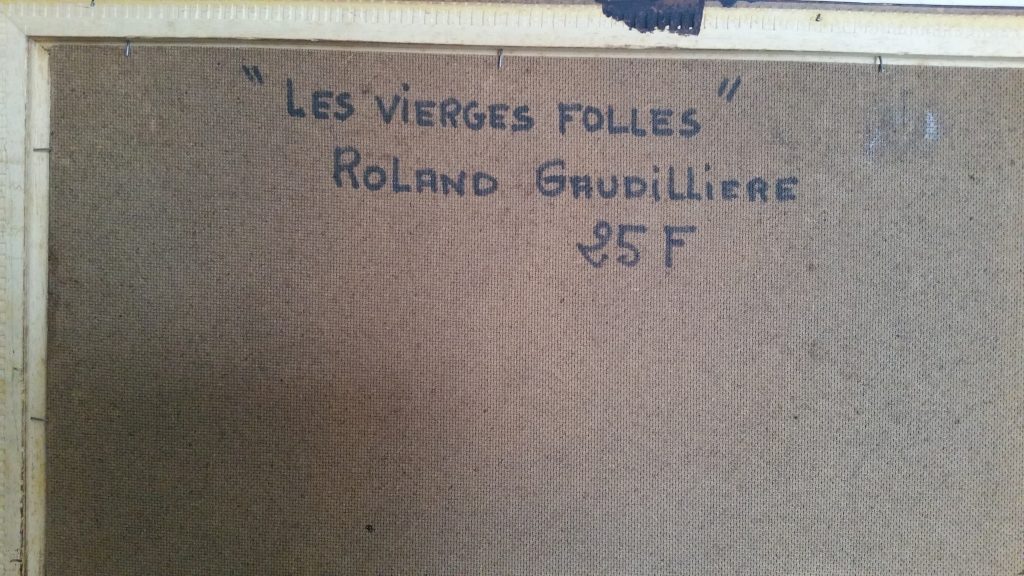 " LES VIERGES FOLLES "
ROLAND GAUDILLIERE
25 F